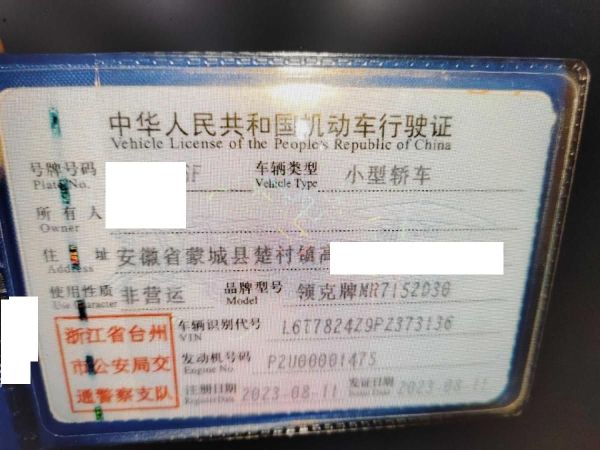 中华人民共和国机动车行驶证
Vehicle License of the People's Republic of China
号牌号码 F 车辆类型 小型轿车
Plate No. Vehicle Type
所有人
Owner
住址 安徽省蒙城县楚村镇高
Address
使用性质 非营运 品牌型号 领克牌MR7152D30
Use Character Model
浙江省台州
市公安局交
通警察支队
车辆识别代号 L6T7824Z9PZ373136
VIN
发动机号码 P2U00001475
Engine No.
注册日期 2023-08-11 发证日期 2023-08-11
Register Date Issue Date